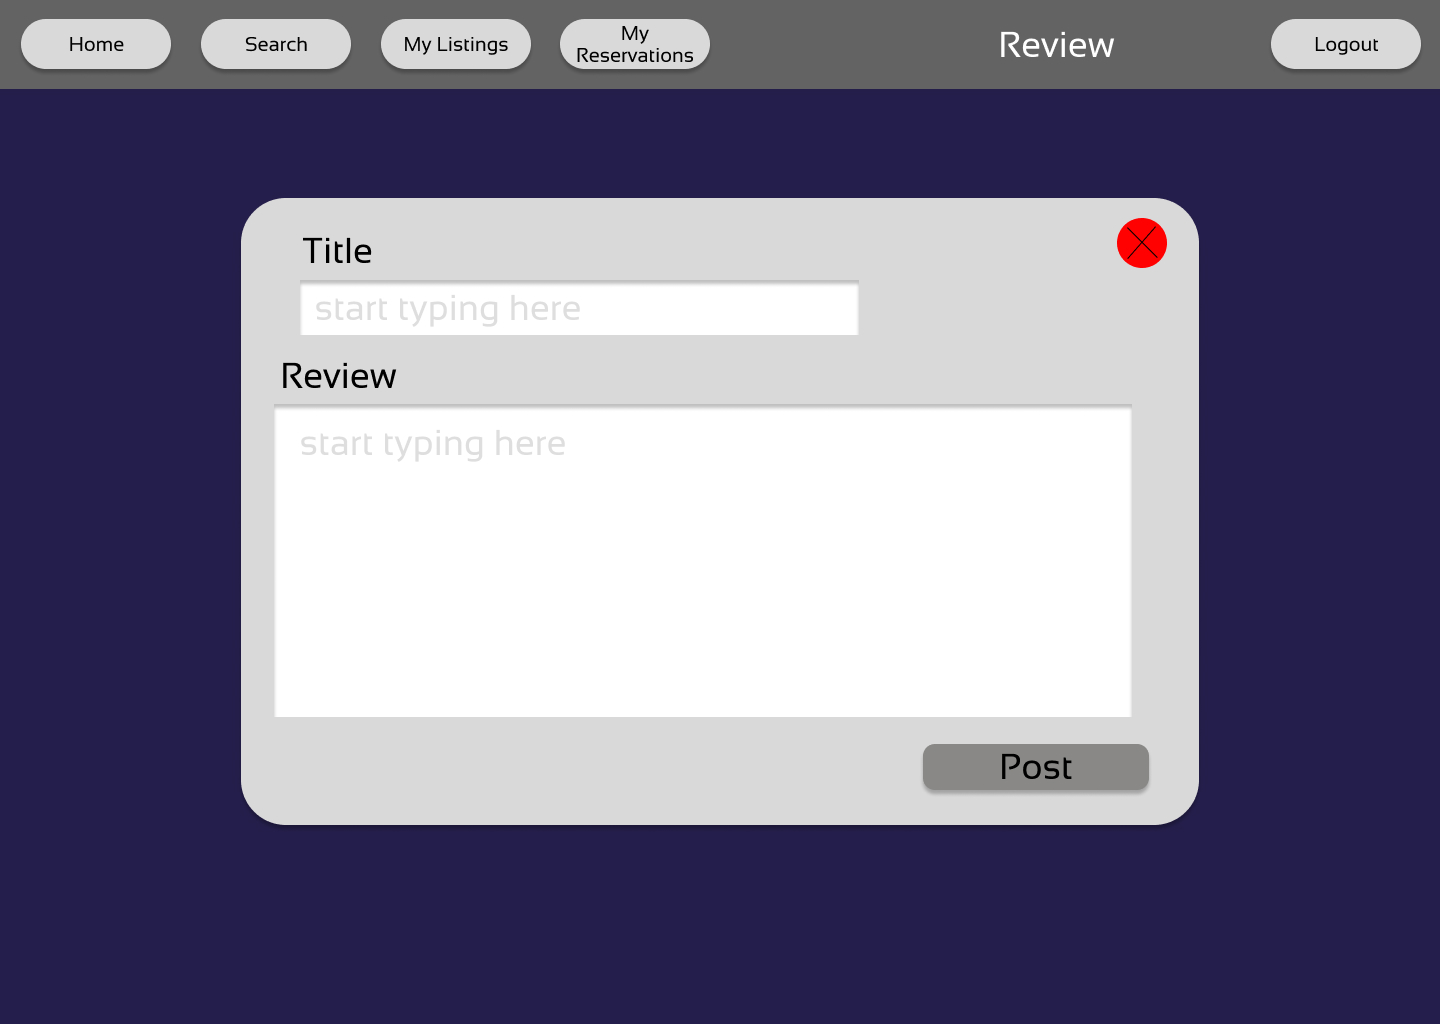 Home
Search
My Listings
My
Reservations
Review
Logout
Title
start typing here
Review
start typing here
Post